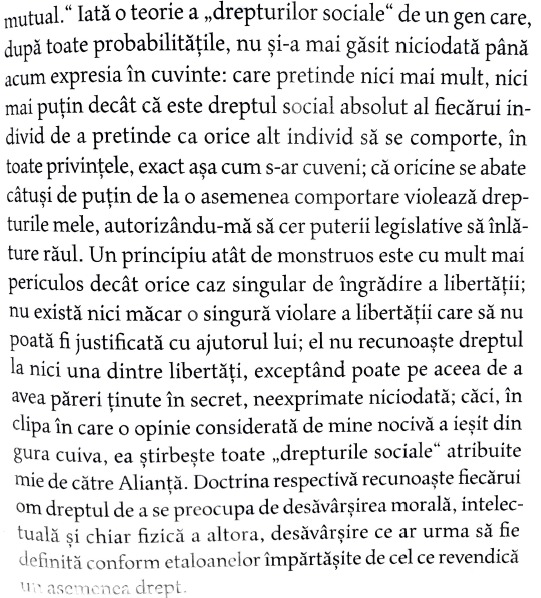 mutual.“ Iată o teorie a „drepturilor sociale“ de un gen care,
după toate probabilitățile, nu și-a mai găsit niciodată până
acum expresia în cuvinte: care pretinde nici mai mult, nici
mai puțin decât că este dreptul social absolut al fiecărui in-
divid de a pretinde ca orice alt individ să se comporte, în
toate privințele, exact așa cum s-ar cuveni; că oricine se abate
câtuși de puțin de la o asemenea comportare violează drep-
turile mele, autorizându-mă să cer puterii legislative să înlă-
ture răul. Un principiu atât de monstruos este cu mult mai
periculos decât orice caz singular de îngrădire a libertății;
nu există nici măcar o singură violare a libertății care să nu
poată fi justificată cu ajutorul lui; el nu recunoaște dreptul
la nici una dintre libertăți, exceptând poate pe aceea de a
avea păreri ținute în secret, neexprimate niciodată; căci, în
clipa în care o opinie considerată de mine nocivă a ieșit din
gura cuiva, ea știrbește toate „drepturile sociale“ atribuite
mie de către Alianță. Doctrina respectivă recunoaște fiecărui
om dreptul de a se preocupa de desăvârșirea morală, intelec-
tuală și chiar fizică a altora, desăvârșire ce ar urma să fie
definită conform etaloanelor împărtășite de cel ce revendică
un asemenea drept.